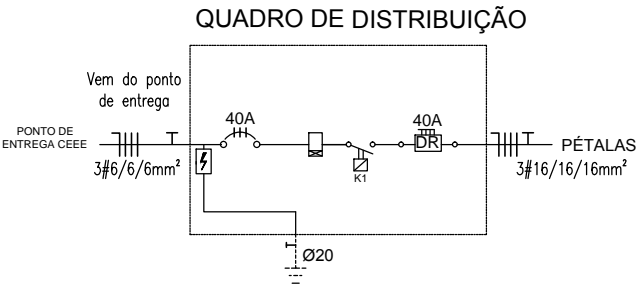 QUADRO DE DISTRIBUIÇÃO
Vem do ponto
de entrega
PONTO DE
ENTREGA CEEE
3#6/6/6mm²
40A
K1
40A
DR
PÉTALAS
3#16/16/16mm²
Ø20